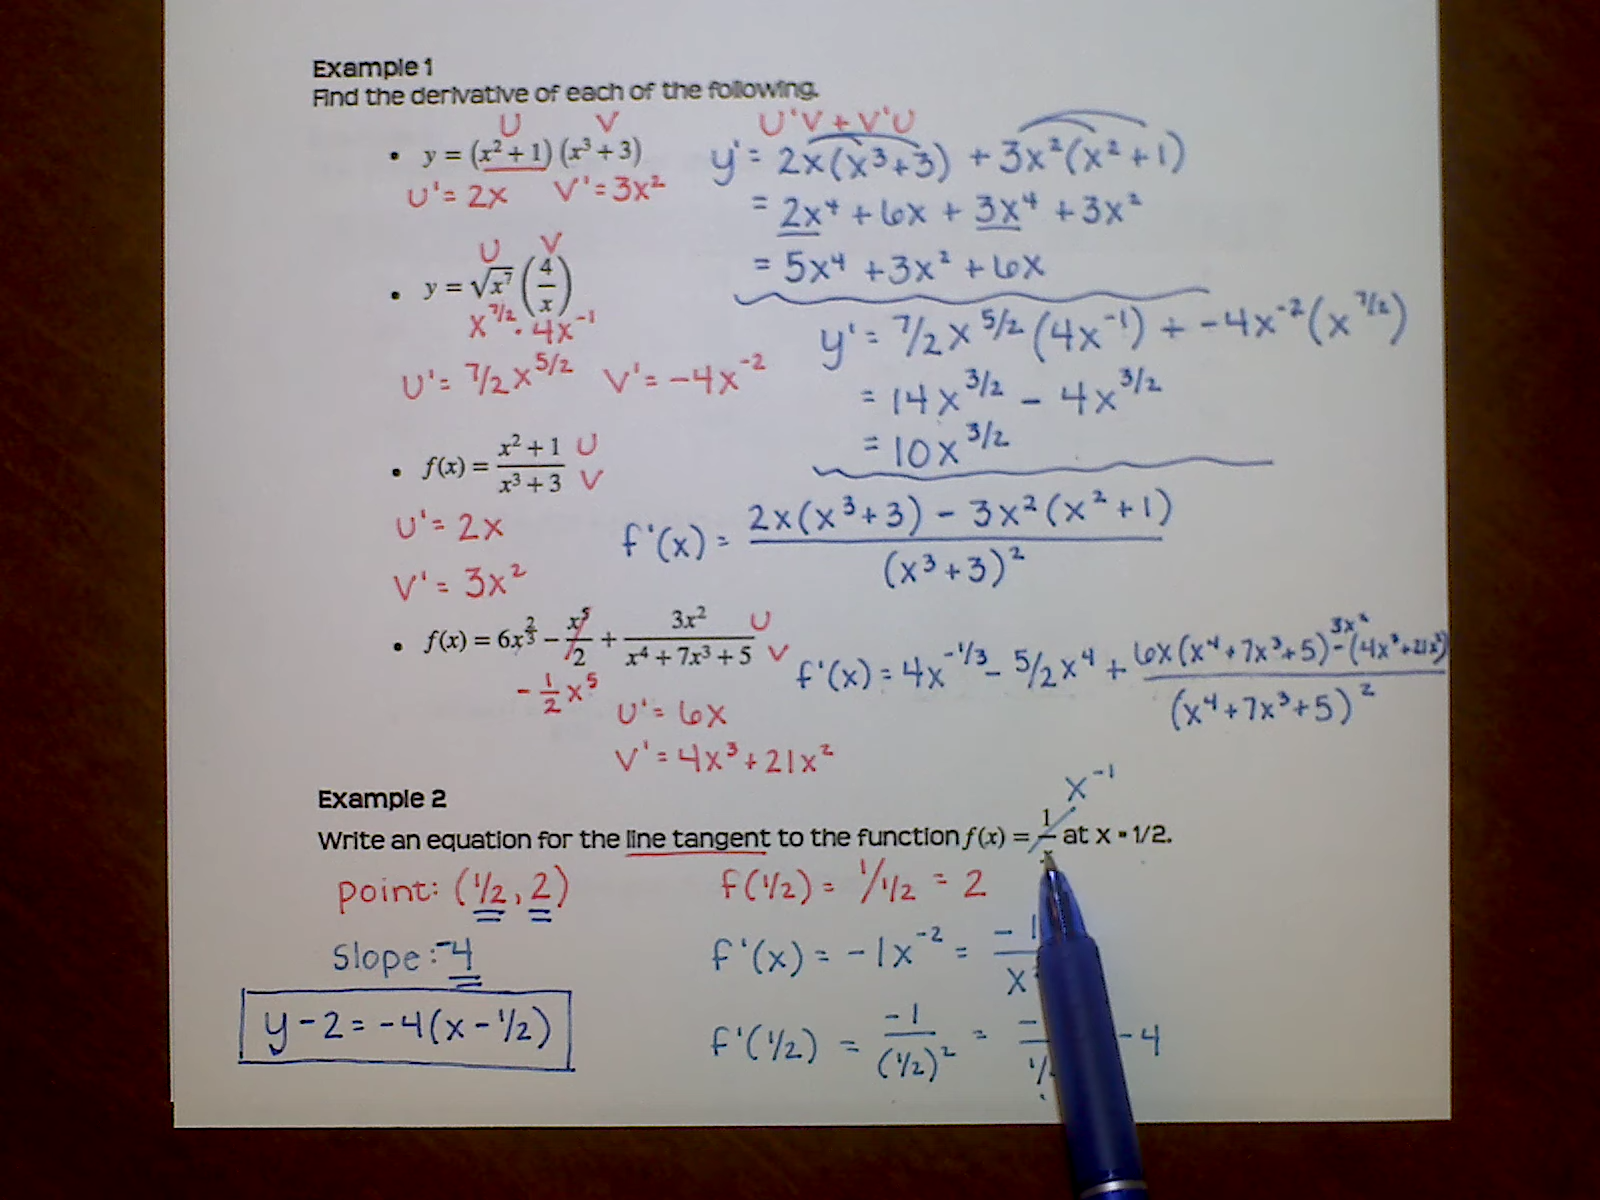 Example 1
Find the derivative of each of the following.
U V U'V + V'U
• y = (x² + 1) (x³ + 3) y' = 2x(x³+3) + 3x²(x²+1)
U' = 2x V' = 3x² = 2x⁴ + 6x + 3x⁴ + 3x²
= 5x⁴ + 3x² + 6x
U V
• y = √x⁷ (4/x) y' = 7/2 x^5/2 (4x⁻¹) + -4x⁻²(x^7/2)
x^7/2 · 4x⁻¹
U' = 7/2 x^5/2 V' = -4x⁻² = 14x^3/2 - 4x^3/2
= 10x^3/2
• f(x) = (x² + 1)/(x³ + 3) U V
U' = 2x f'(x) = (2x(x³+3) - 3x²(x²+1))/(x³+3)²
V' = 3x²
• f(x) = 6x^2/3 - x⁵/2 + 3x²/(x⁴ + 7x³ + 5) U V
f'(x) = 4x^-1/3 - 5/2 x⁴ + (6x(x⁴+7x³+5) - 3x²(4x³+21x²))/(x⁴+7x³+5)²
- 1/2 x⁵ U' = 6x
V' = 4x³ + 21x²
x⁻¹
Example 2
Write an equation for the line tangent to the function f(x) = 1/ at x = 1/2.
point: (1/2, 2) f(1/2) = 1/1/2 = 2
Slope: -4 f'(x) = -1x⁻² = -1/x
y - 2 = -4(x - 1/2) f'(1/2) = -1/(1/2)² = -4